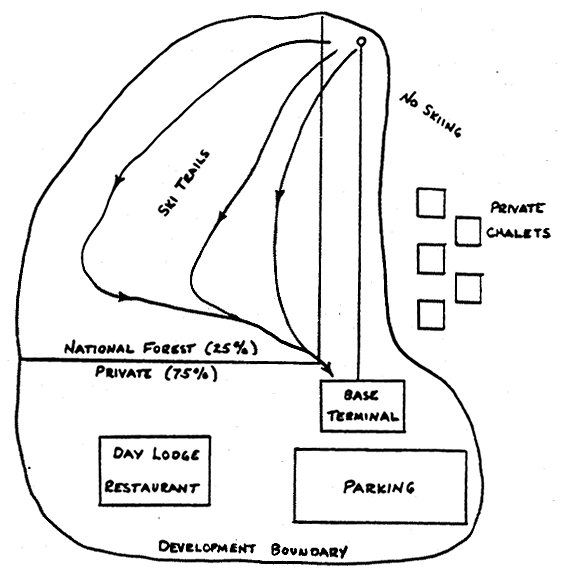 NO SKIING
SKI TRAILS
PRIVATE
CHALETS
NATIONAL FOREST (25%)
PRIVATE (75%)
BASE
TERMINAL
DAY LODGE
RESTAURANT
PARKING
DEVELOPMENT BOUNDARY